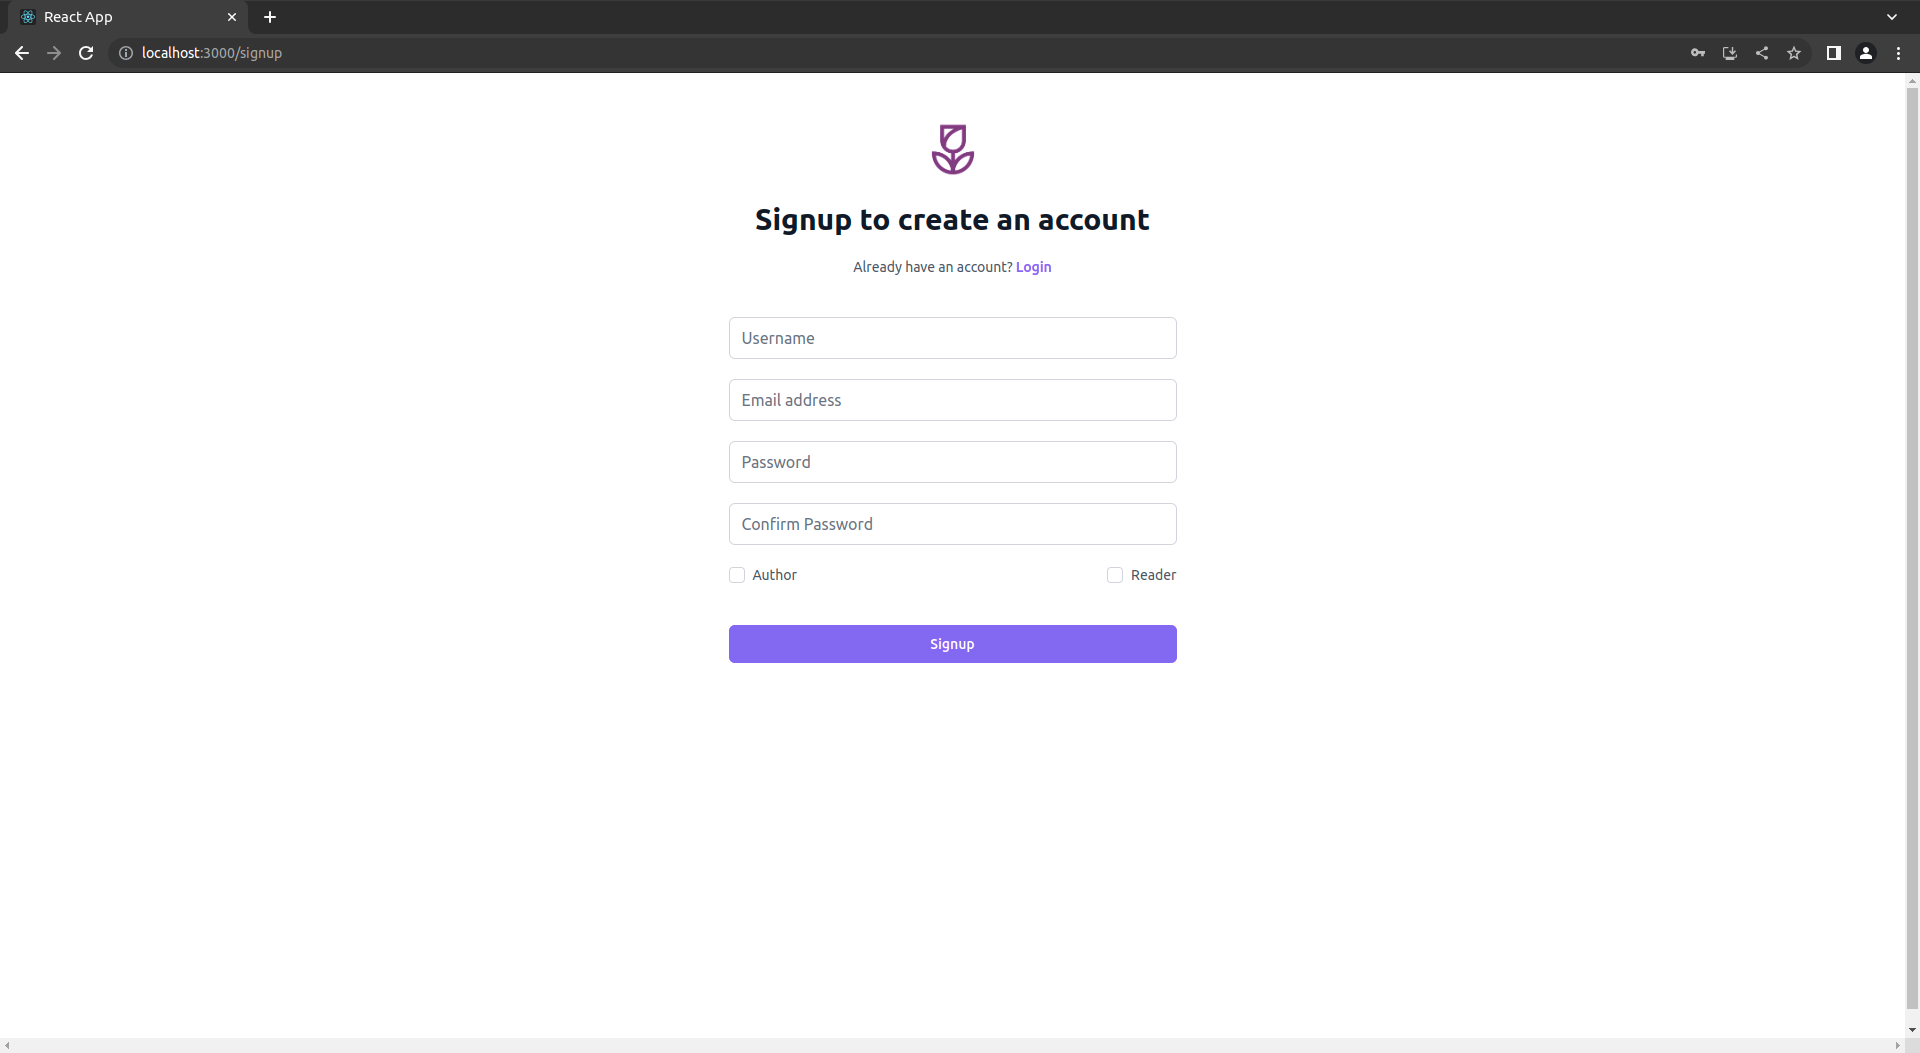 React App
localhost:3000/signup
Signup to create an account
Already have an account? Login
Username
Email address
Password
Confirm Password
Author Reader
Signup